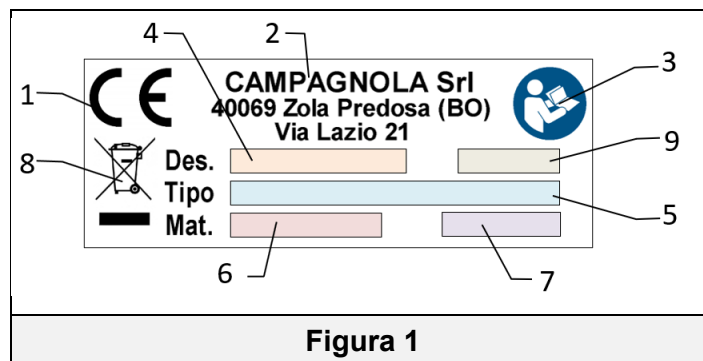 4 2
1 CE CAMPAGNOLA Srl 3
40069 Zola Predosa (BO)
Via Lazio 21
8 Des. 9
Tipo 5
Mat.
6 7
Figura 1